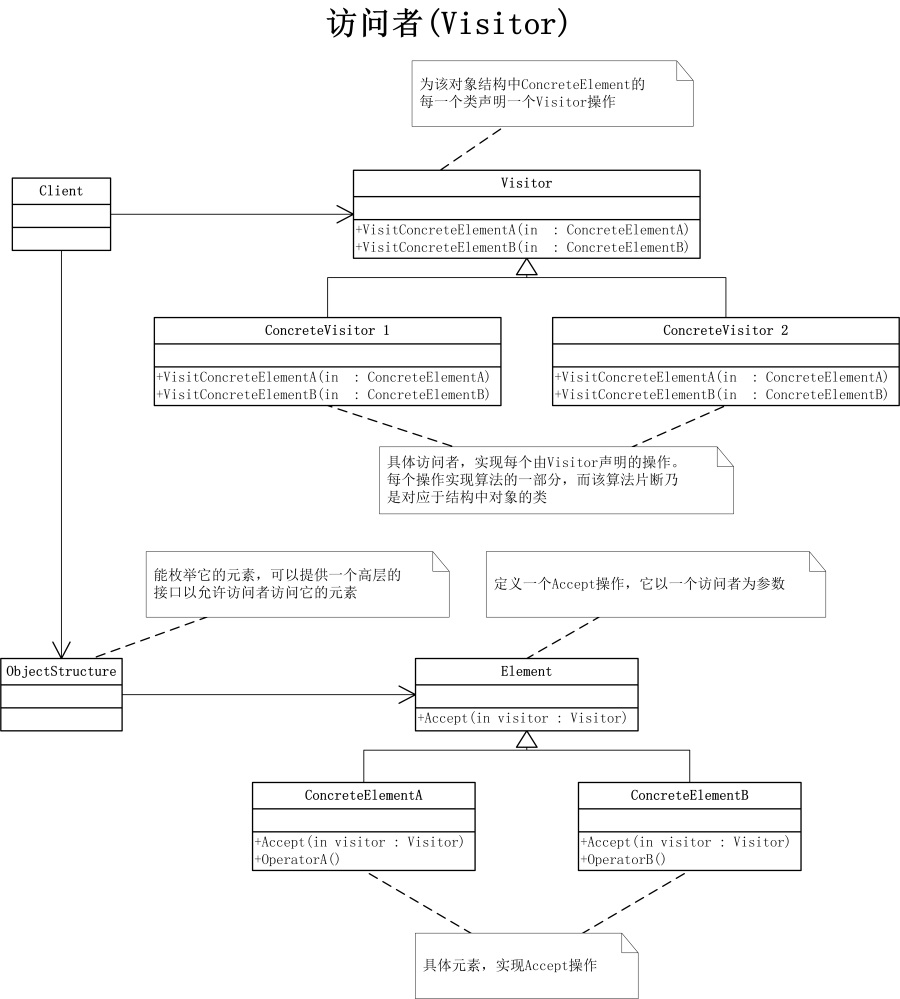 访问者(Visitor)
为该对象结构中ConcreteElement的
每一个类声明一个Visitor操作
Client
Visitor
+VisitConcreteElementA(in  : ConcreteElementA)
+VisitConcreteElementB(in  : ConcreteElementB)
ConcreteVisitor 1
+VisitConcreteElementA(in  : ConcreteElementA)
+VisitConcreteElementB(in  : ConcreteElementB)
ConcreteVisitor 2
+VisitConcreteElementA(in  : ConcreteElementA)
+VisitConcreteElementB(in  : ConcreteElementB)
具体访问者，实现每个由Visitor声明的操作。
每个操作实现算法的一部分，而该算法片断乃
是对应于结构中对象的类
能枚举它的元素，可以提供一个高层的
接口以允许访问者访问它的元素
定义一个Accept操作，它以一个访问者为参数
ObjectStructure
Element
+Accept(in visitor : Visitor)
ConcreteElementA
+Accept(in visitor : Visitor)
+OperatorA()
ConcreteElementB
+Accept(in visitor : Visitor)
+OperatorB()
具体元素，实现Accept操作